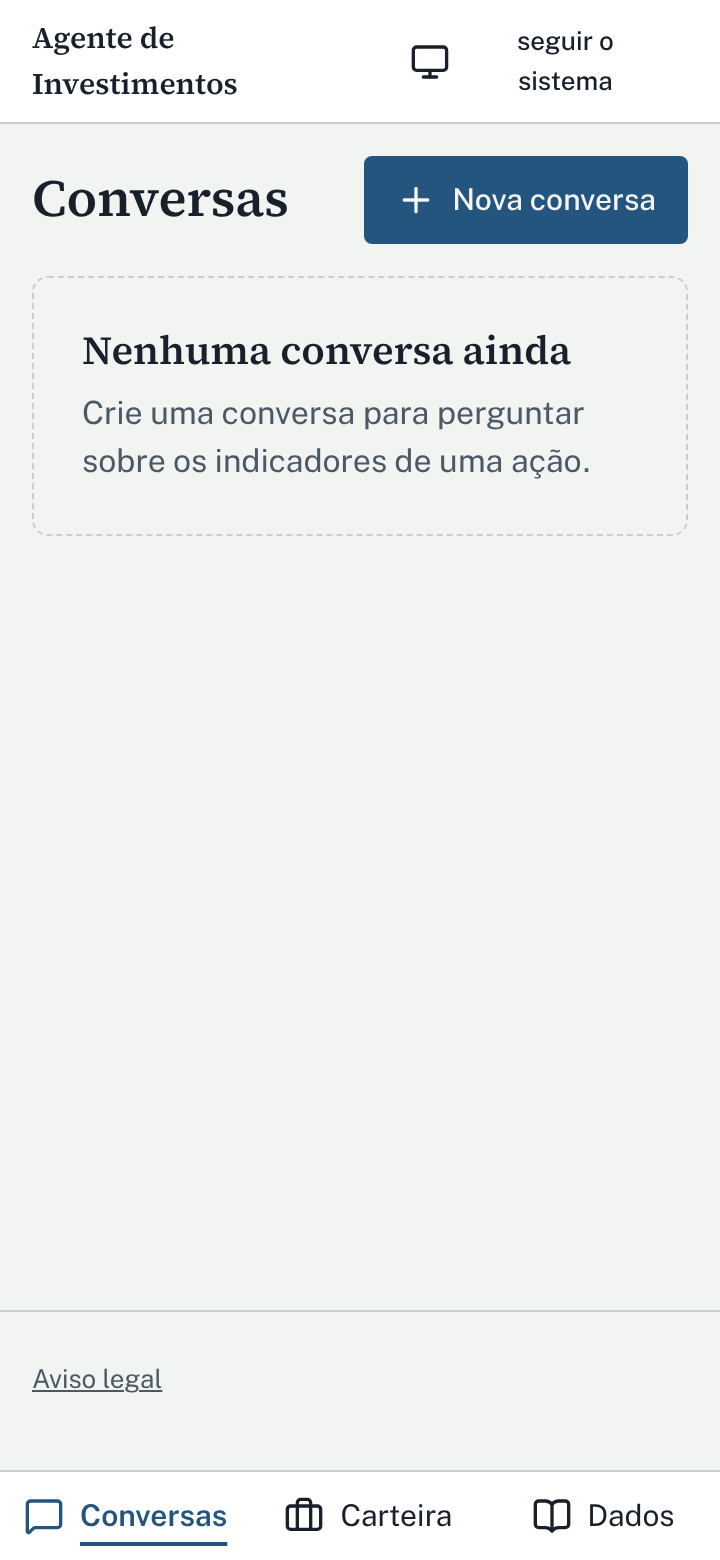 Agente de
Investimentos
seguir o
sistema
Conversas
Nova conversa
Nenhuma conversa ainda
Crie uma conversa para perguntar
sobre os indicadores de uma ação.
Aviso legal
Conversas
Carteira
Dados